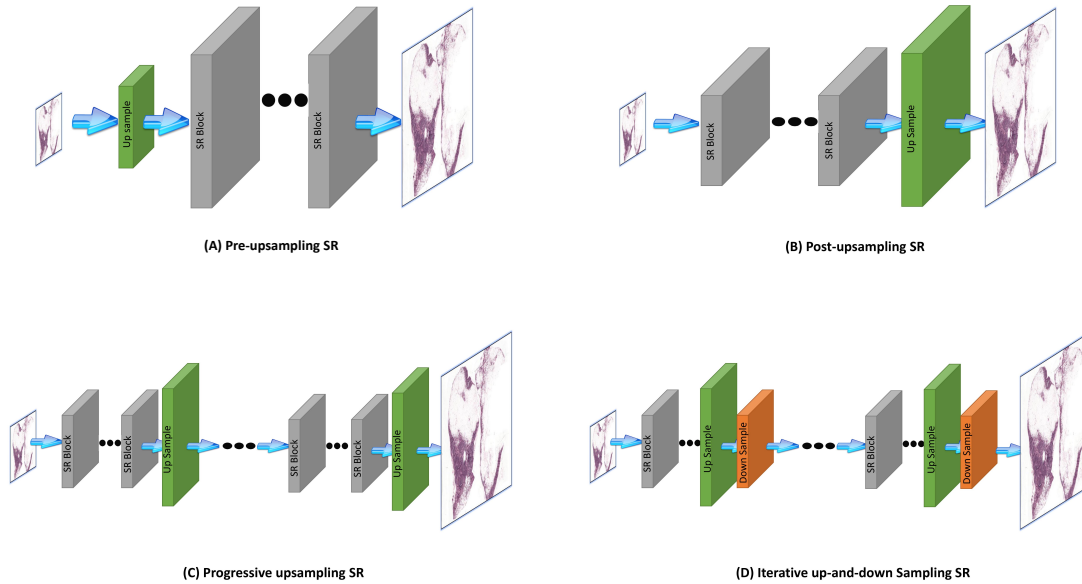 Up sample
SR Block
SR Block
(A) Pre-upsampling SR
SR Block
SR Block
Up Sample
(B) Post-upsampling SR
SR Block
SR Block
Up Sample
SR Block
SR Block
Up Sample
(C) Progressive upsampling SR
SR Block
Up Sample
Down Sample
SR Block
Up Sample
Down Sample
(D) Iterative up-and-down Sampling SR